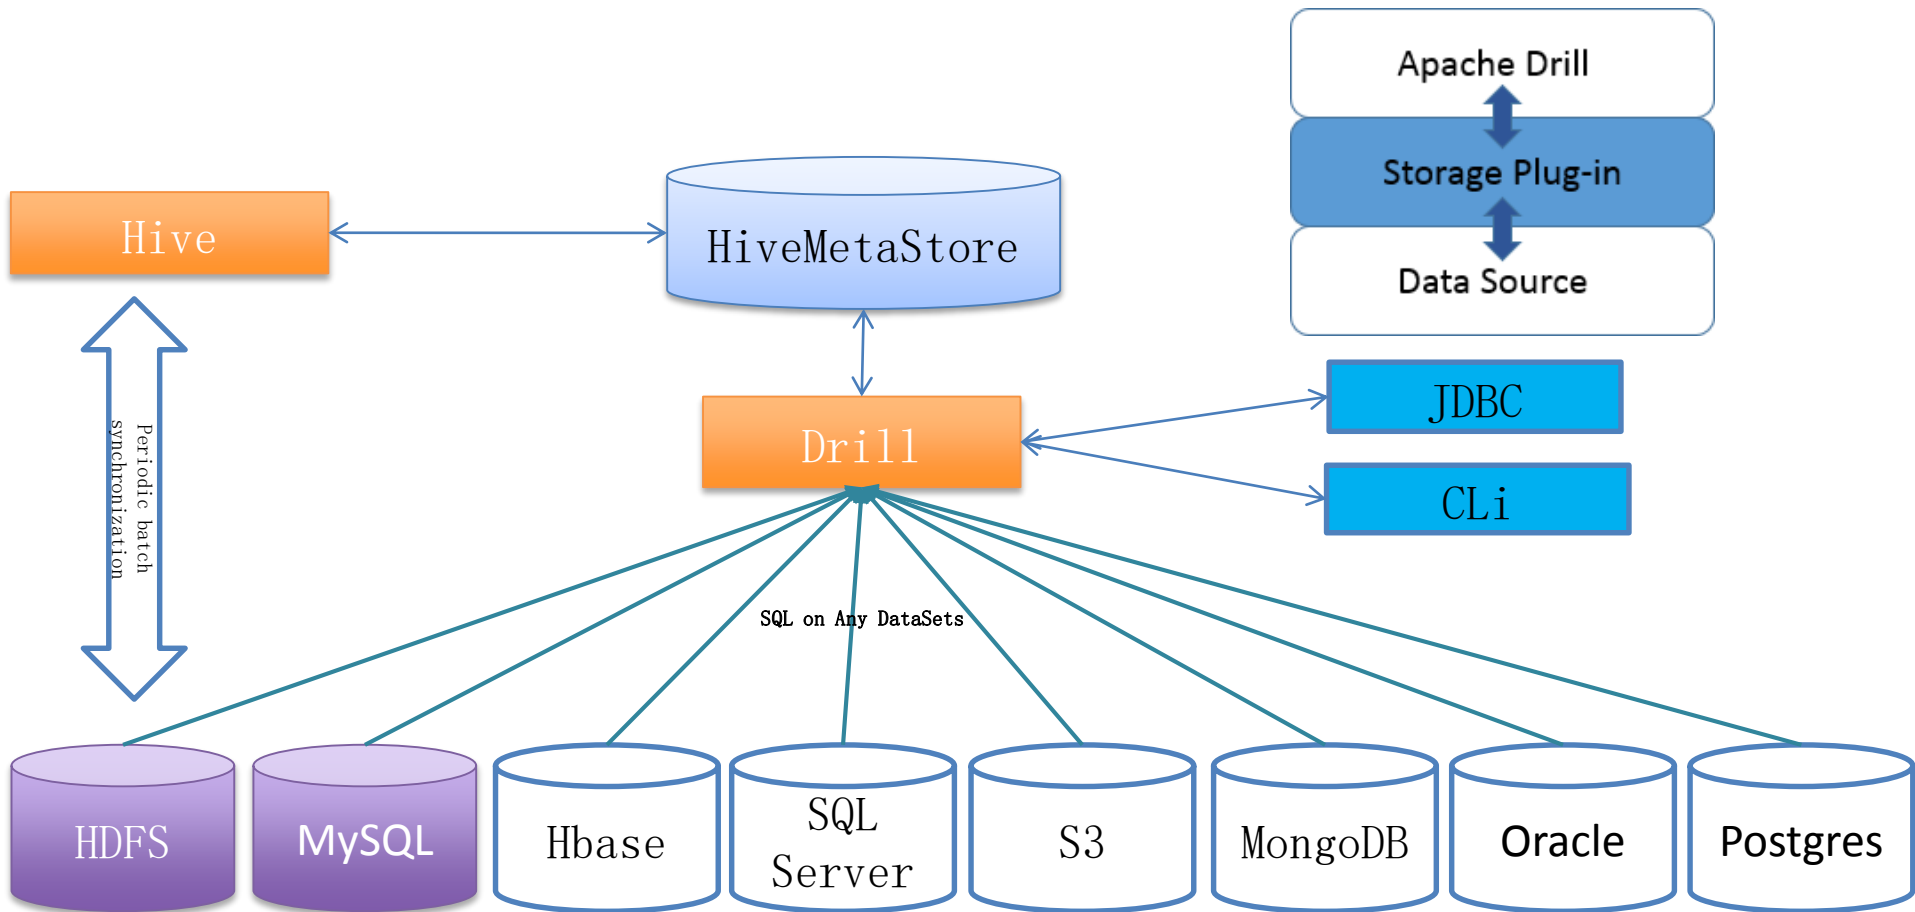 Apache Drill
Storage Plug-in
Data Source
Hive
HiveMetaStore
JDBC
Drill
CLi
Periodic batch
synchronization
SQL on Any DataSets
HDFS
MySQL
Hbase
SQL
Server
S3
MongoDB
Oracle
Postgres